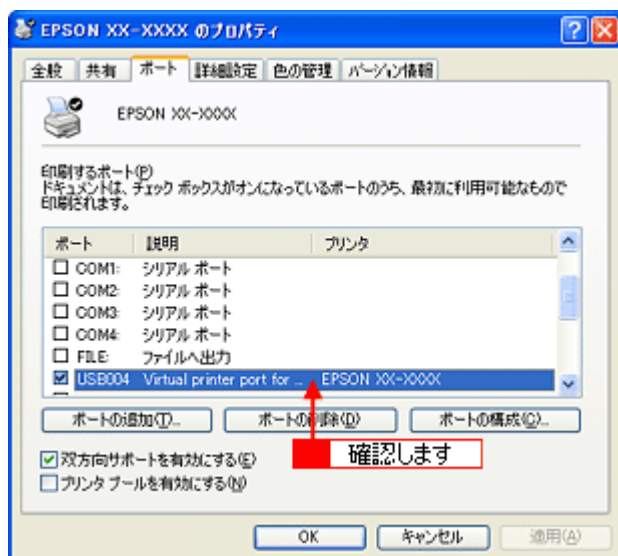 EPSON XX-XXXX のプロパティ
全般 共有 ポート 詳細設定 色の管理 バージョン情報
EPSON XX-XXXX
印刷するポート(P)
ドキュメントは、チェック ボックスがオンになっているポートのうち、最初に利用可能なもので
印刷されます。
ポート 説明 プリンタ
COM1: シリアル ポート
COM2: シリアル ポート
COM3: シリアル ポート
COM4: シリアル ポート
FILE: ファイルへ出力
USB004 Virtual printer port for ... EPSON XX-XXXX
ポートの追加(T)... ポートの削除(D) ポートの構成(C)...
確認します
双方向サポートを有効にする(E)
プリンタ プールを有効にする(N)
OK キャンセル 適用(A)